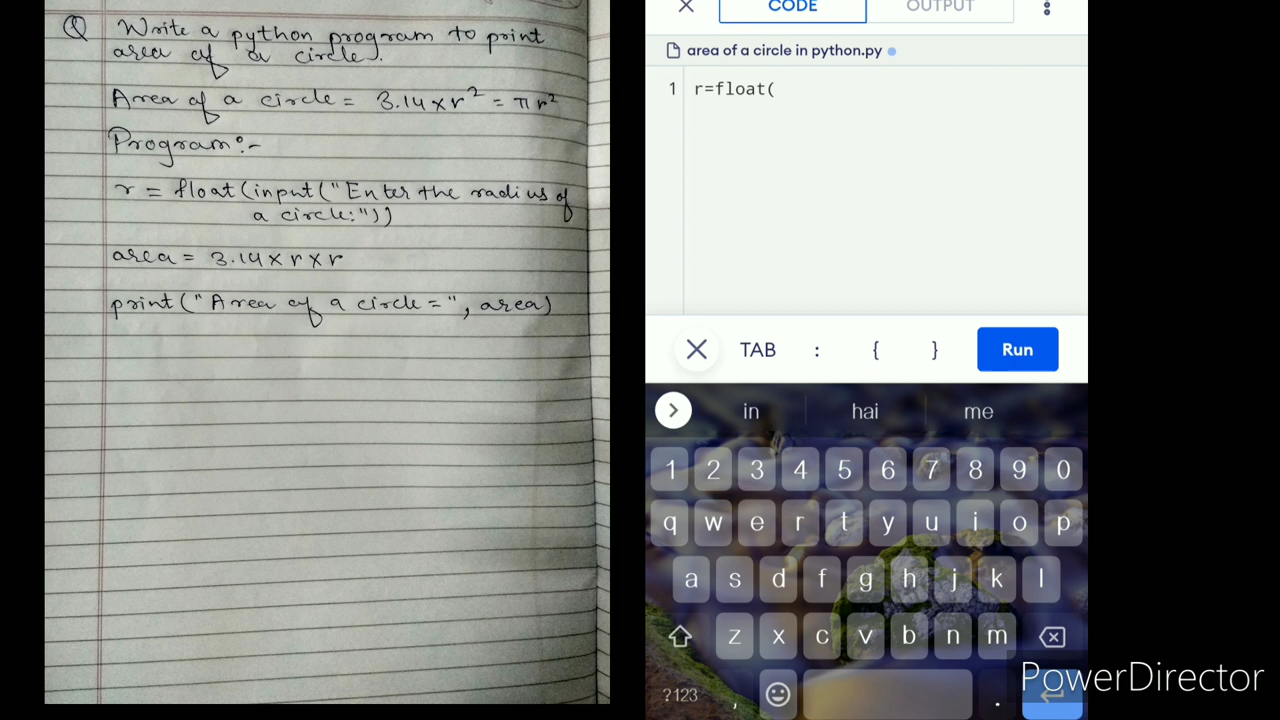 Q Write a python program to print
area of a circle.
Area of a circle = 3.14 x r² = πr²
Program:-
r = float(input("Enter the radius of
a circle:"))
area = 3.14 x r x r
print("Area of a circle =", area)
CODE OUTPUT
area of a circle in python.py
1 r=float(
TAB : { } Run
in hai me
1 2 3 4 5 6 7 8 9 0
q w e r t y u i o p
a s d f g h j k l
z x c v b n m
?123 , .
PowerDirector